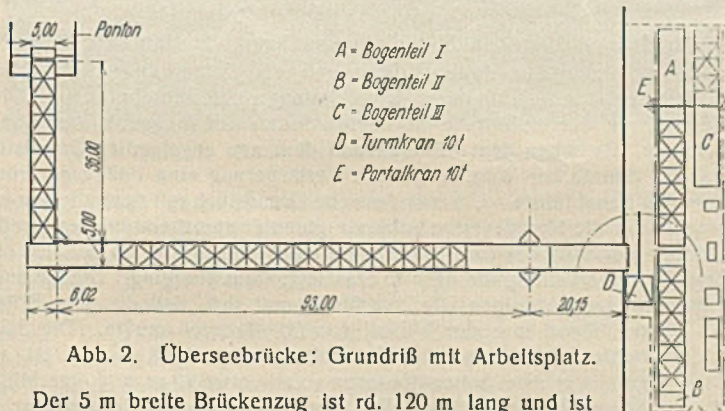 5,00
Ponton
36,00
5,00
6,02
93,00
20,15
A = Bogenteil I
B = Bogenteil II
C = Bogenteil III
D = Turmkran 10 t
E = Portalkran 10 t
A
E
C
D
B
Abb. 2. Überseebrücke: Grundriß mit Arbeitsplatz.
Der 5 m breite Brückenzug ist rd. 120 m lang und ist